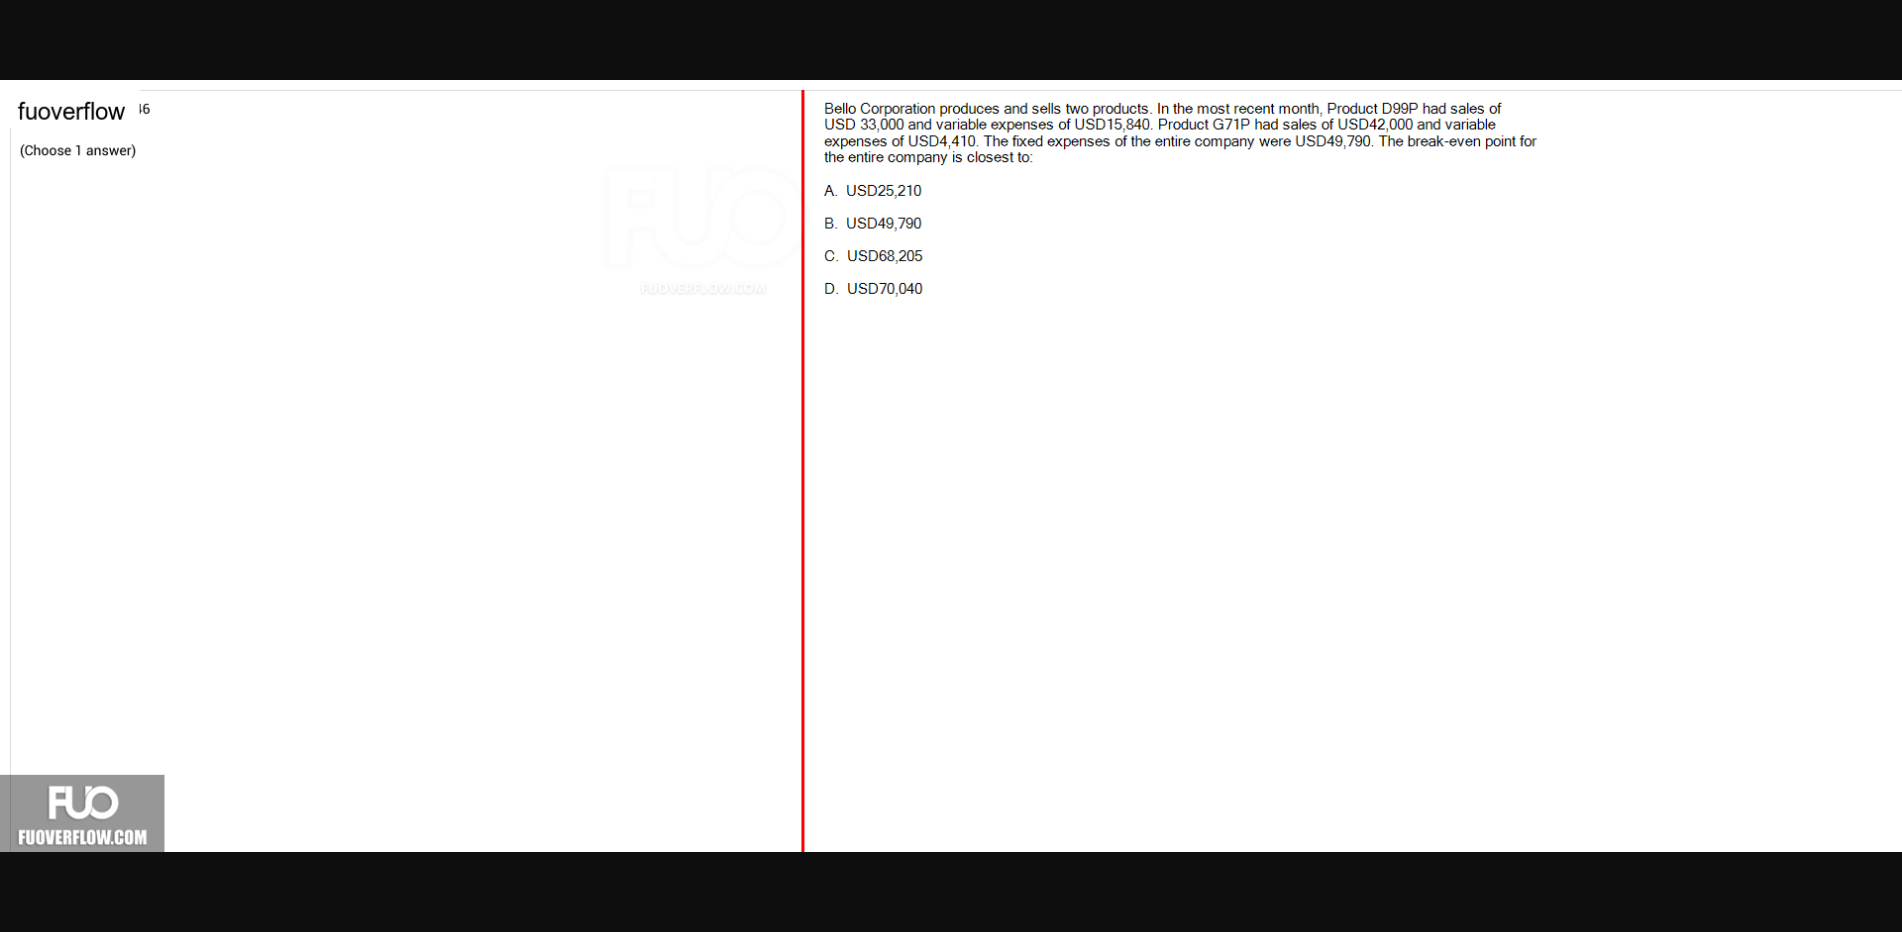 fuoverflow
46
(Choose 1 answer)
FUO
FUOVERFLOW.COM
Bello Corporation produces and sells two products. In the most recent month, Product D99P had sales of
USD 33,000 and variable expenses of USD15,840. Product G71P had sales of USD42,000 and variable
expenses of USD4,410. The fixed expenses of the entire company were USD49,790. The break-even point for
the entire company is closest to:
A. USD25,210
B. USD49,790
C. USD68,205
D. USD70,040
FUO
FUOVERFLOW.COM